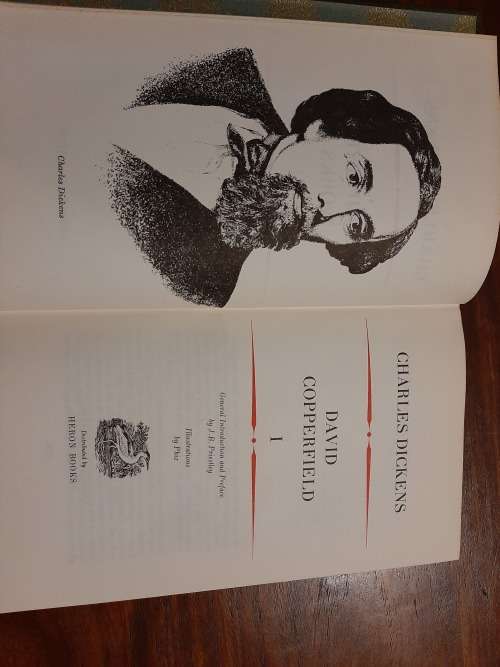 Charles Dickens
CHARLES DICKENS
DAVID
COPPERFIELD
I
General Introduction and Preface
by J. B. Priestley
Illustrations
by Phiz
Distributed by
HERON BOOKS